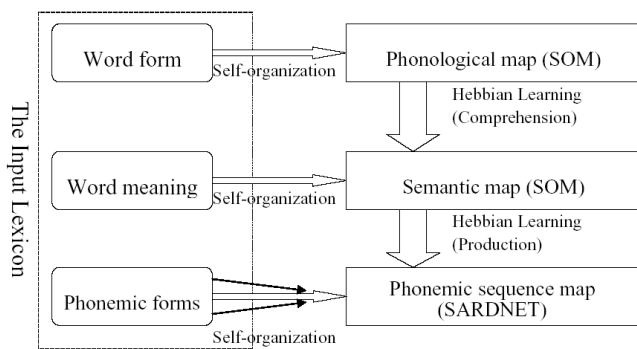 The Input Lexicon
Word form
Self-organization
Phonological map (SOM)
Hebbian Learning
(Comprehension)
Word meaning
Self-organization
Semantic map (SOM)
Hebbian Learning
(Production)
Phonemic forms
Self-organization
Phonemic sequence map
(SARDNET)